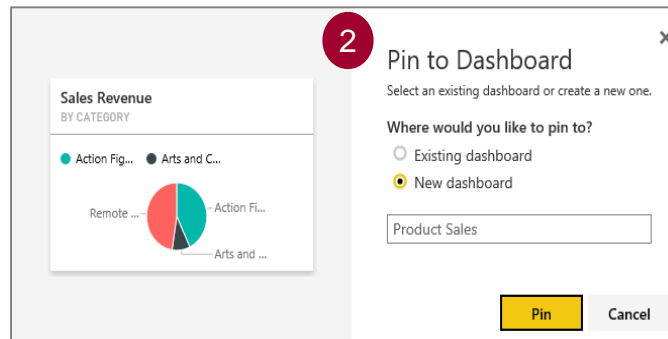 2
Sales Revenue
BY CATEGORY
Action Fig... Arts and C...
Remote ...
Action Fi...
Arts and ...
Pin to Dashboard
Select an existing dashboard or create a new one.
Where would you like to pin to?
Existing dashboard
New dashboard
Product Sales
Pin Cancel